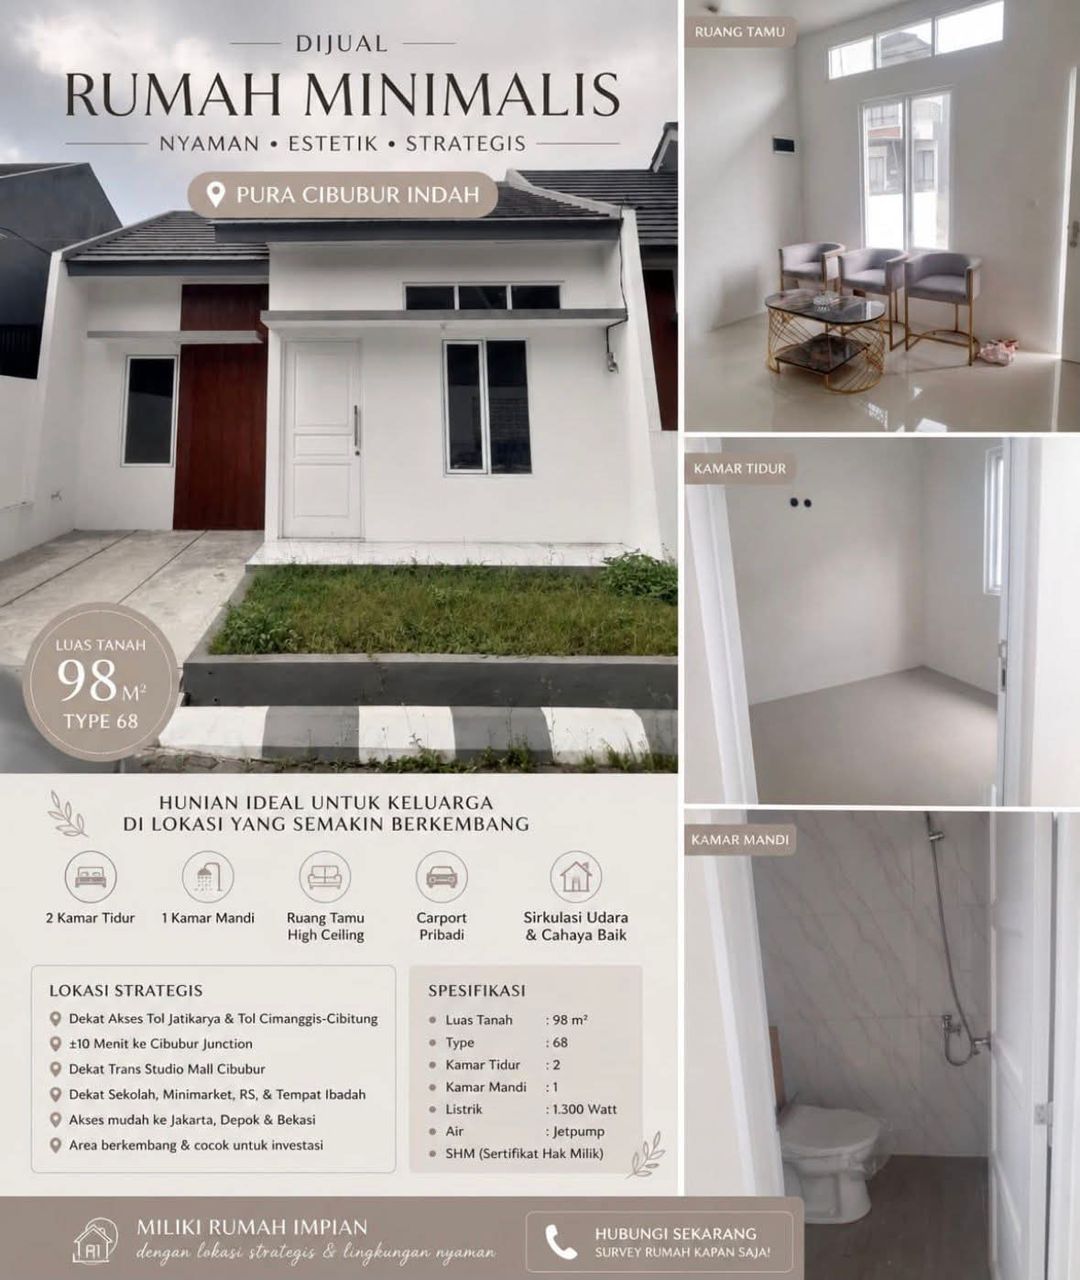 DIJUAL
RUMAH MINIMALIS
NYAMAN • ESTETIK • STRATEGIS
PURA CIBUBUR INDAH
RUANG TAMU
KAMAR TIDUR
KAMAR MANDI
LUAS TANAH
98 M²
TYPE 68
HUNIAN IDEAL UNTUK KELUARGA
DI LOKASI YANG SEMAKIN BERKEMBANG
2 Kamar Tidur
1 Kamar Mandi
Ruang Tamu
High Ceiling
Carport
Pribadi
Sirkulasi Udara
& Cahaya Baik
LOKASI STRATEGIS
Dekat Akses Tol Jatikarya & Tol Cimanggis-Cibitung
±10 Menit ke Cibubur Junction
Dekat Trans Studio Mall Cibubur
Dekat Sekolah, Minimarket, RS, & Tempat Ibadah
Akses mudah ke Jakarta, Depok & Bekasi
Area berkembang & cocok untuk investasi
SPESIFIKASI
• Luas Tanah : 98 m²
• Type : 68
• Kamar Tidur : 2
• Kamar Mandi : 1
• Listrik : 1.300 Watt
• Air : Jetpump
• SHM (Sertifikat Hak Milik)
MILIKI RUMAH IMPIAN
dengan lokasi strategis & lingkungan nyaman
HUBUNGI SEKARANG
SURVEY RUMAH KAPAN SAJA!